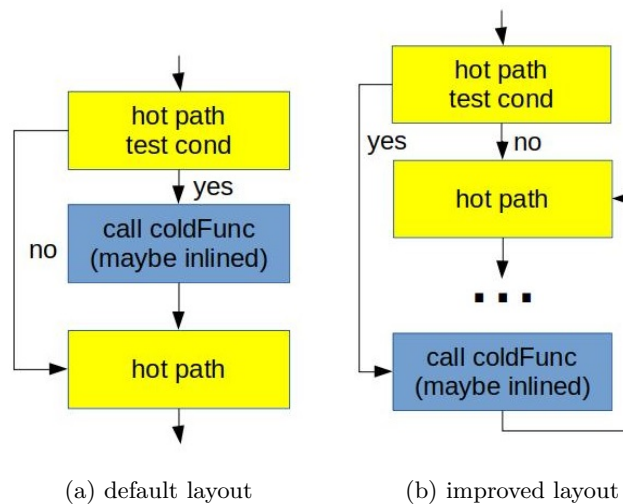 hot path
test cond
yes
call coldFunc
(maybe inlined)
no
hot path
(a) default layout
hot path
test cond
yes
no
hot path
...
call coldFunc
(maybe inlined)
(b) improved layout